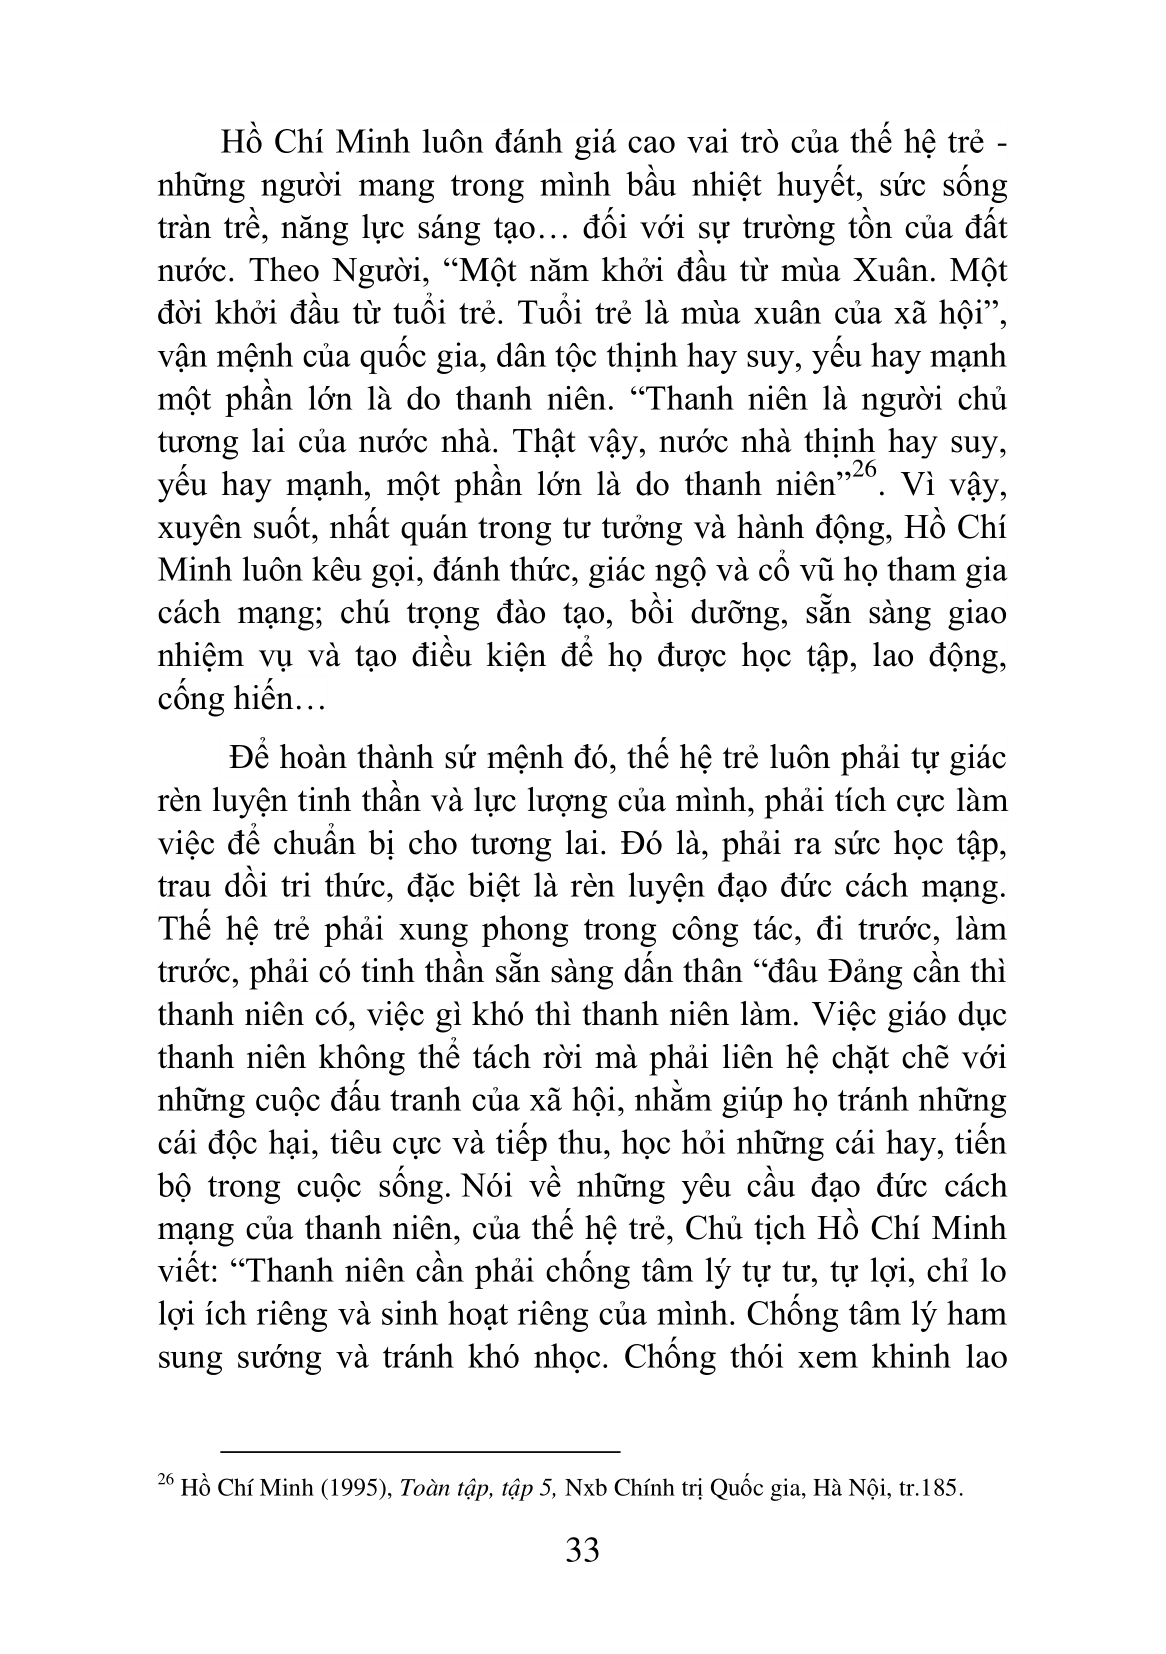 Hồ Chí Minh luôn đánh giá cao vai trò của thế hệ trẻ -
những người mang trong mình bầu nhiệt huyết, sức sống
tràn trề, năng lực sáng tạo… đối với sự trường tồn của đất
nước. Theo Người, “Một năm khởi đầu từ mùa Xuân. Một
đời khởi đầu từ tuổi trẻ. Tuổi trẻ là mùa xuân của xã hội”,
vận mệnh của quốc gia, dân tộc thịnh hay suy, yếu hay mạnh
một phần lớn là do thanh niên. “Thanh niên là người chủ
tương lai của nước nhà. Thật vậy, nước nhà thịnh hay suy,
yếu hay mạnh, một phần lớn là do thanh niên”26. Vì vậy,
xuyên suốt, nhất quán trong tư tưởng và hành động, Hồ Chí
Minh luôn kêu gọi, đánh thức, giác ngộ và cổ vũ họ tham gia
cách mạng; chú trọng đào tạo, bồi dưỡng, sẵn sàng giao
nhiệm vụ và tạo điều kiện để họ được học tập, lao động,
cống hiến…
Để hoàn thành sứ mệnh đó, thế hệ trẻ luôn phải tự giác
rèn luyện tinh thần và lực lượng của mình, phải tích cực làm
việc để chuẩn bị cho tương lai. Đó là, phải ra sức học tập,
trau dồi tri thức, đặc biệt là rèn luyện đạo đức cách mạng.
Thế hệ trẻ phải xung phong trong công tác, đi trước, làm
trước, phải có tinh thần sẵn sàng dấn thân “đâu Đảng cần thì
thanh niên có, việc gì khó thì thanh niên làm. Việc giáo dục
thanh niên không thể tách rời mà phải liên hệ chặt chẽ với
những cuộc đấu tranh của xã hội, nhằm giúp họ tránh những
cái độc hại, tiêu cực và tiếp thu, học hỏi những cái hay, tiến
bộ trong cuộc sống. Nói về những yêu cầu đạo đức cách
mạng của thanh niên, của thế hệ trẻ, Chủ tịch Hồ Chí Minh
viết: “Thanh niên cần phải chống tâm lý tự tư, tự lợi, chỉ lo
lợi ích riêng và sinh hoạt riêng của mình. Chống tâm lý ham
sung sướng và tránh khó nhọc. Chống thói xem khinh lao
26 Hồ Chí Minh (1995), Toàn tập, tập 5, Nxb Chính trị Quốc gia, Hà Nội, tr.185.
33